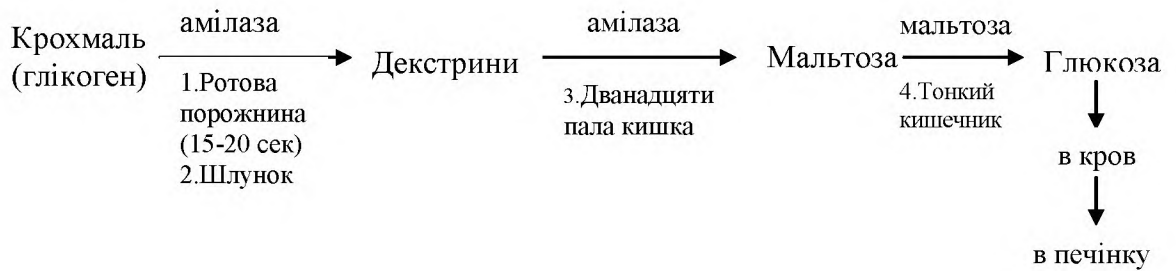 Крохмаль
(глікоген)
амілаза
1.Ротова
порожнина
(15-20 сек)
2.Шлунок
Декстрини
амілаза
3.Дванадцяти
пала кишка
Мальтоза
мальтоза
4.Тонкий
кишечник
Глюкоза
в кров
в печінку